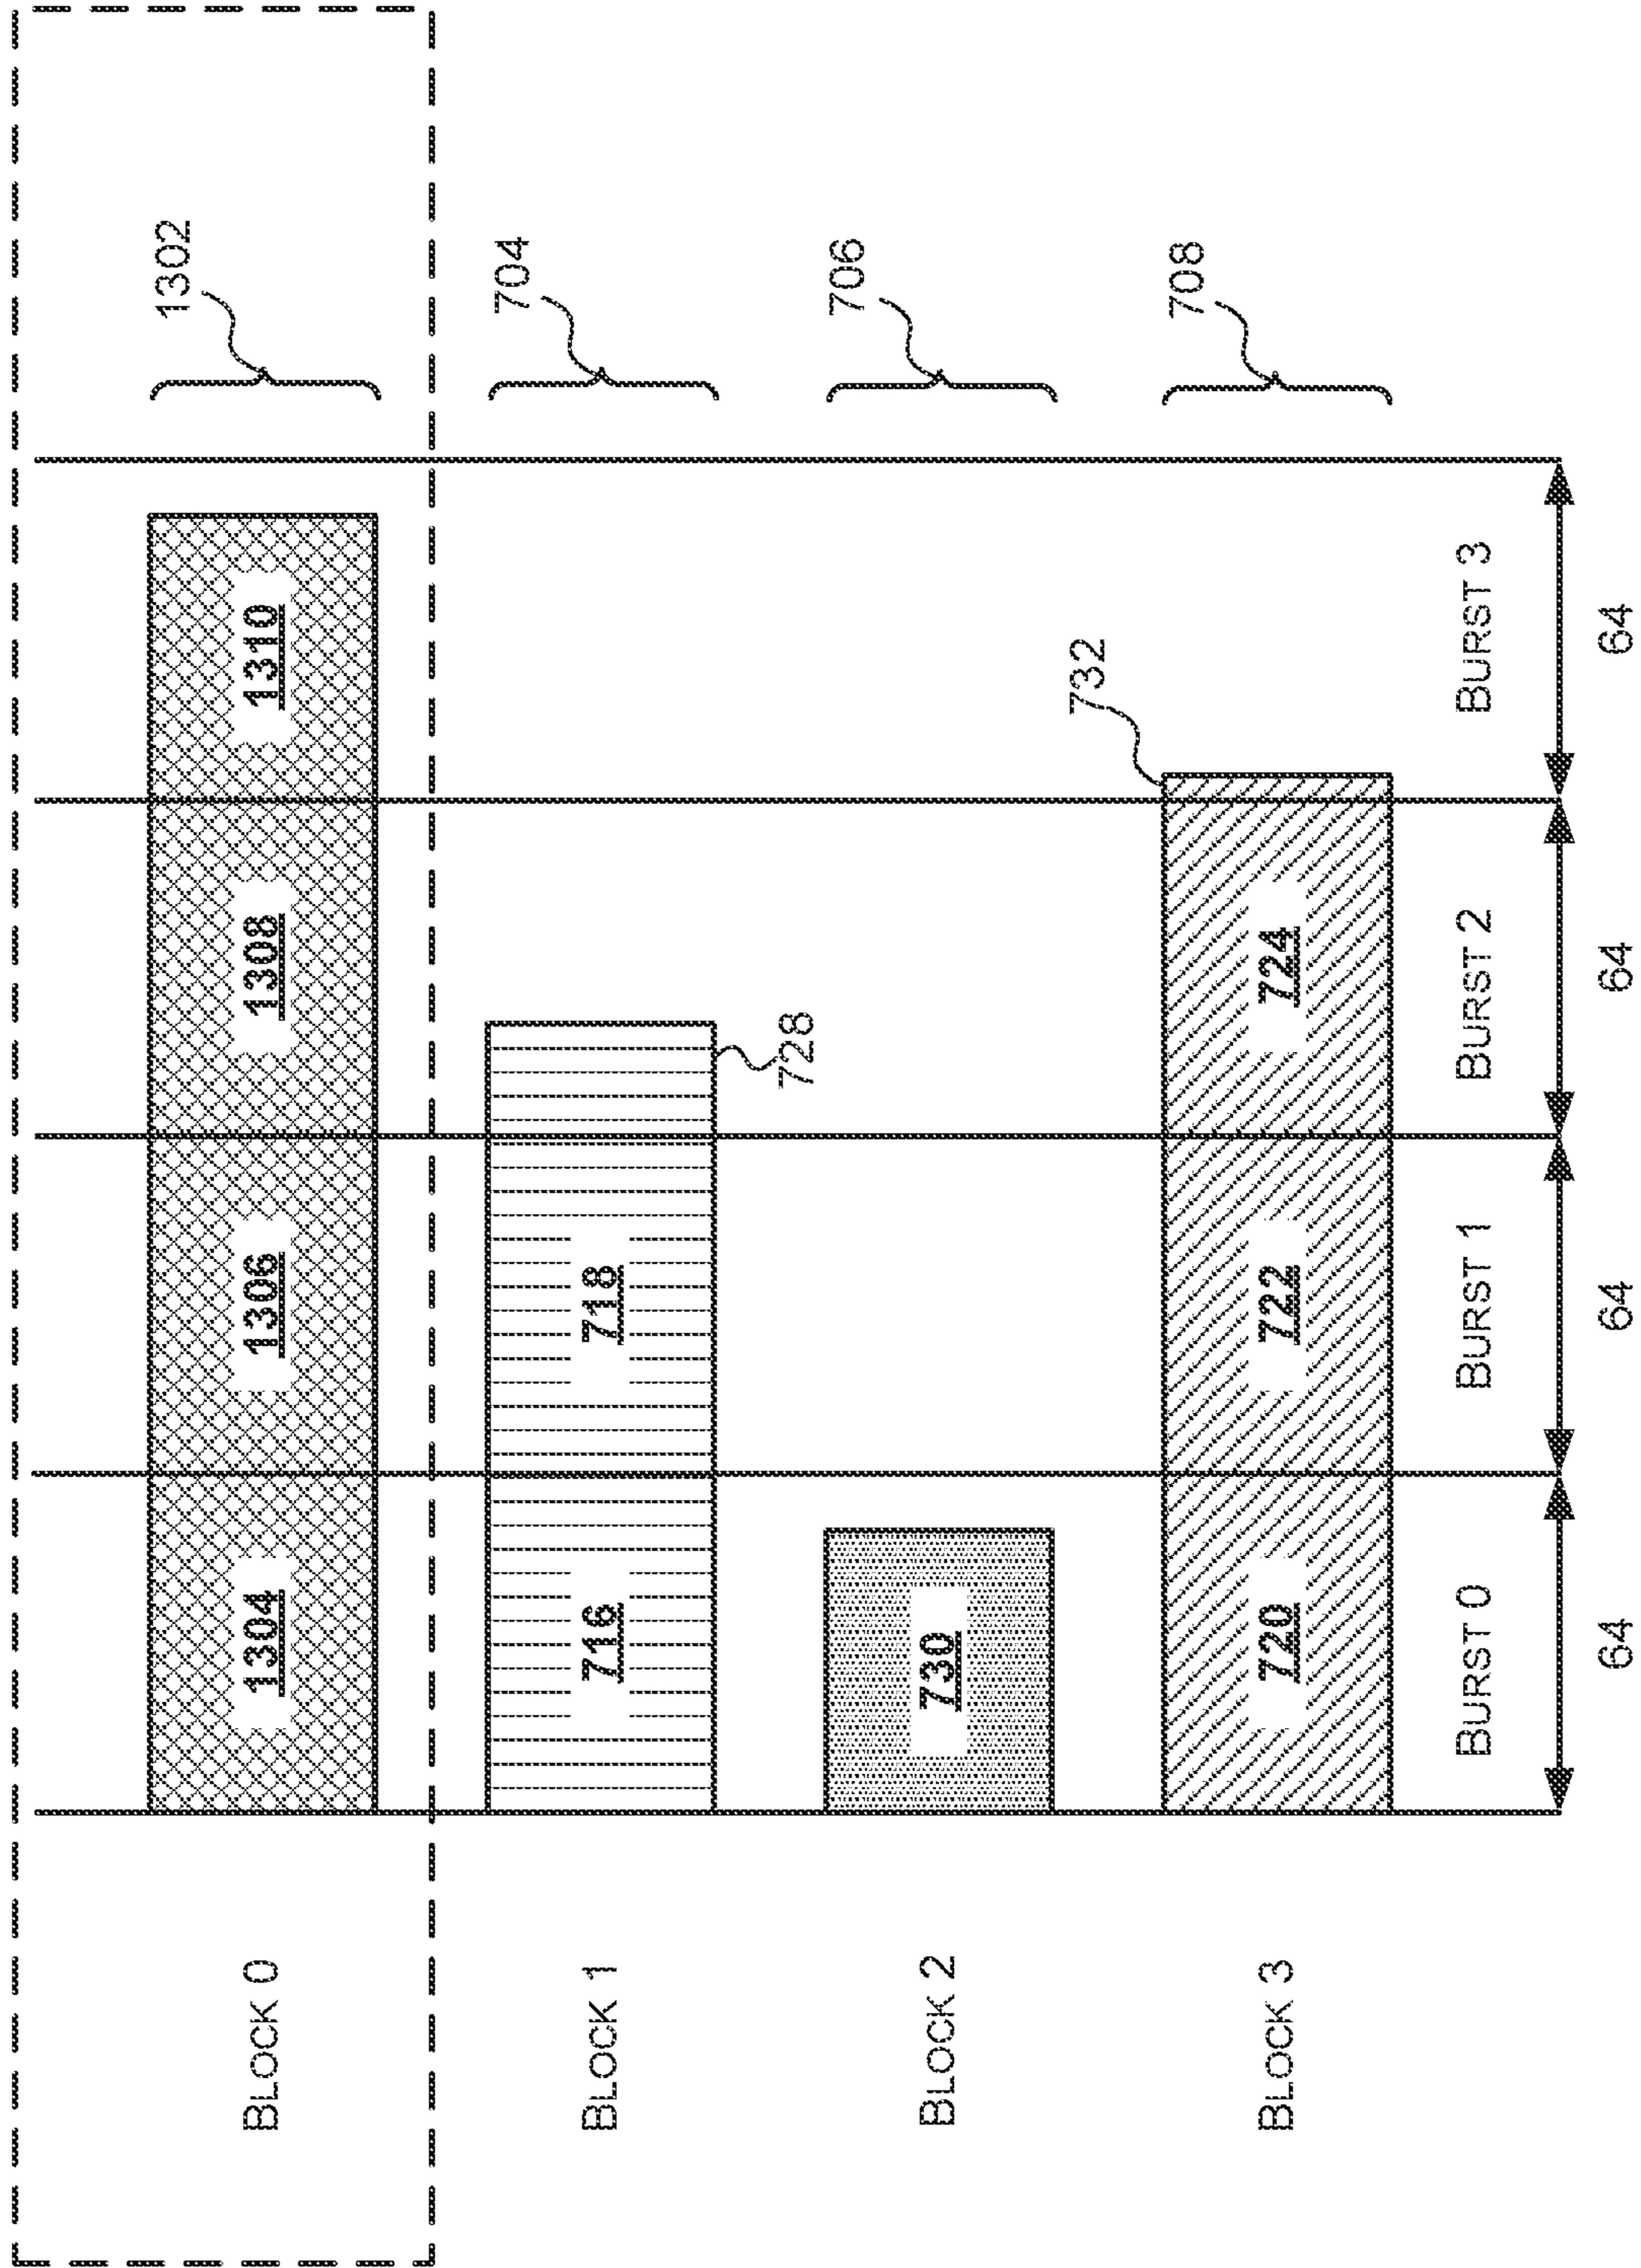 BLOCK 0
1304
1306
1308
1310
1302
BLOCK 1
716
718
728
704
BLOCK 2
730
706
BLOCK 3
720
722
724
732
708
BURST 0
BURST 1
BURST 2
BURST 3
64
64
64
64